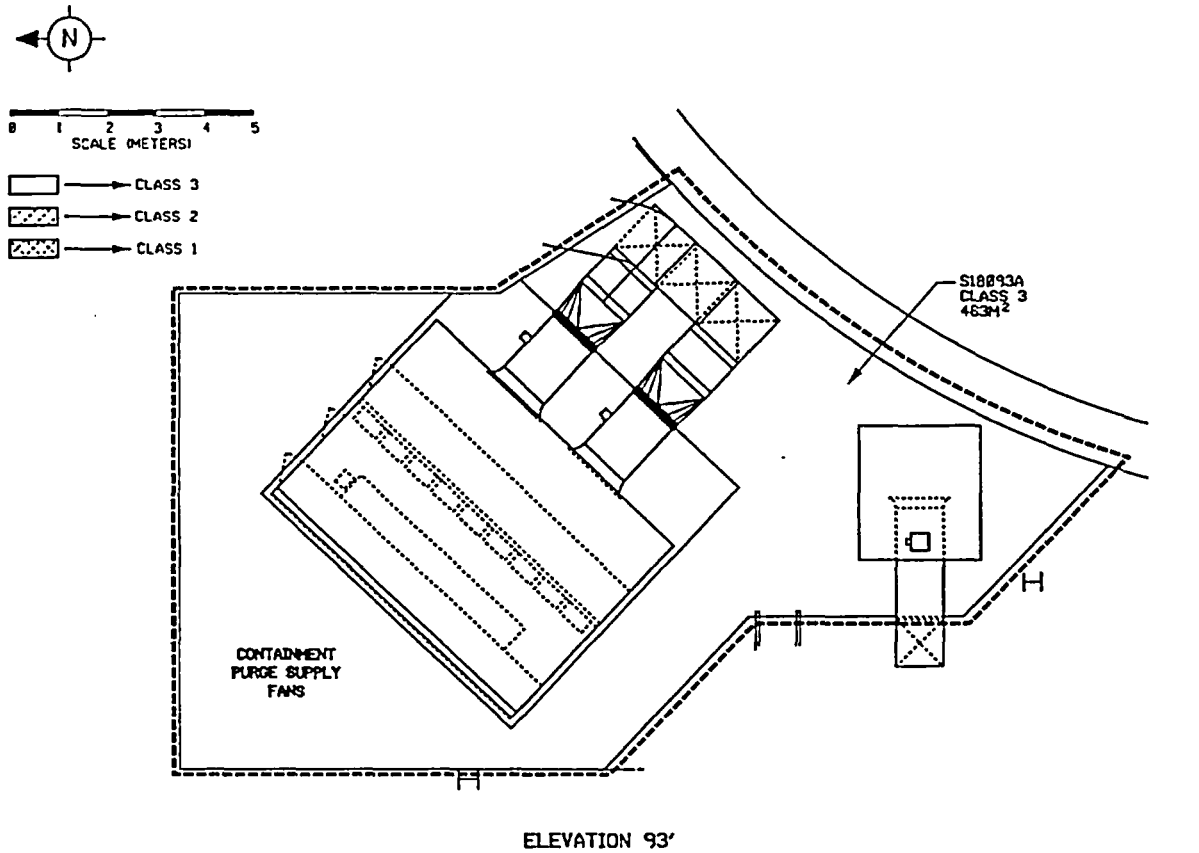 N
0 1 2 3 4 5
SCALE (METERS)
CLASS 3
CLASS 2
CLASS 1
S18093A
CLASS 3
463M²
CONTAINMENT
PURGE SUPPLY
FANS
ELEVATION 93'